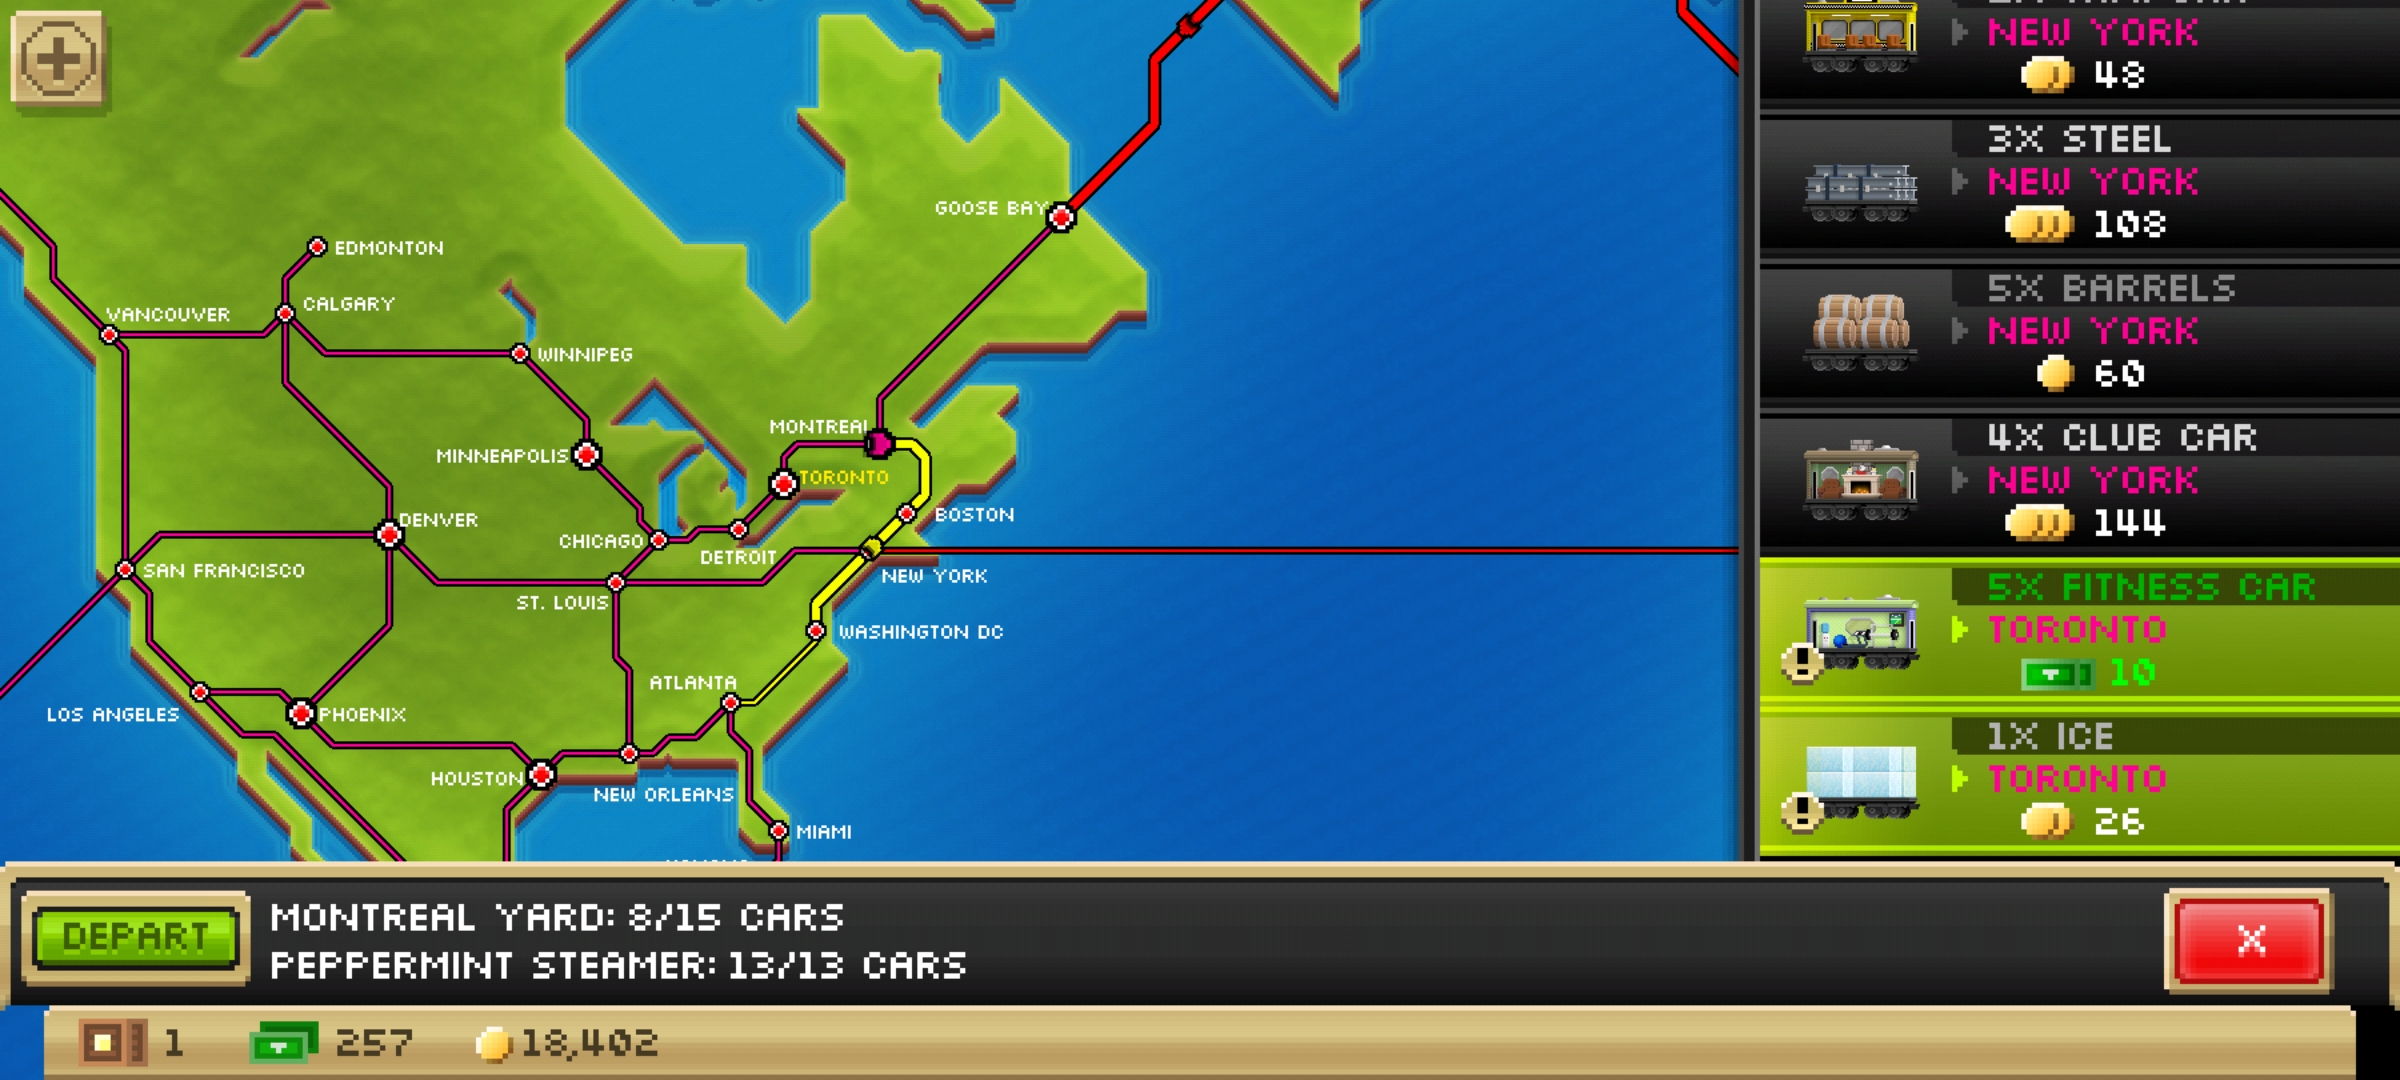 GOOSE BAY
EDMONTON
CALGARY
VANCOUVER
WINNIPEG
MONTREAL
MINNEAPOLIS
TORONTO
DENVER
BOSTON
CHICAGO
DETROIT
SAN FRANCISCO
NEW YORK
ST. LOUIS
WASHINGTON DC
ATLANTA
LOS ANGELES
PHOENIX
HOUSTON
NEW ORLEANS
MIAMI
NEW YORK
48
3X STEEL
NEW YORK
108
5X BARRELS
NEW YORK
60
4X CLUB CAR
NEW YORK
144
5X FITNESS CAR
TORONTO
10
1X ICE
TORONTO
26
DEPART
MONTREAL YARD: 8/15 CARS
PEPPERMINT STEAMER: 13/13 CARS
X
1
257
18,402